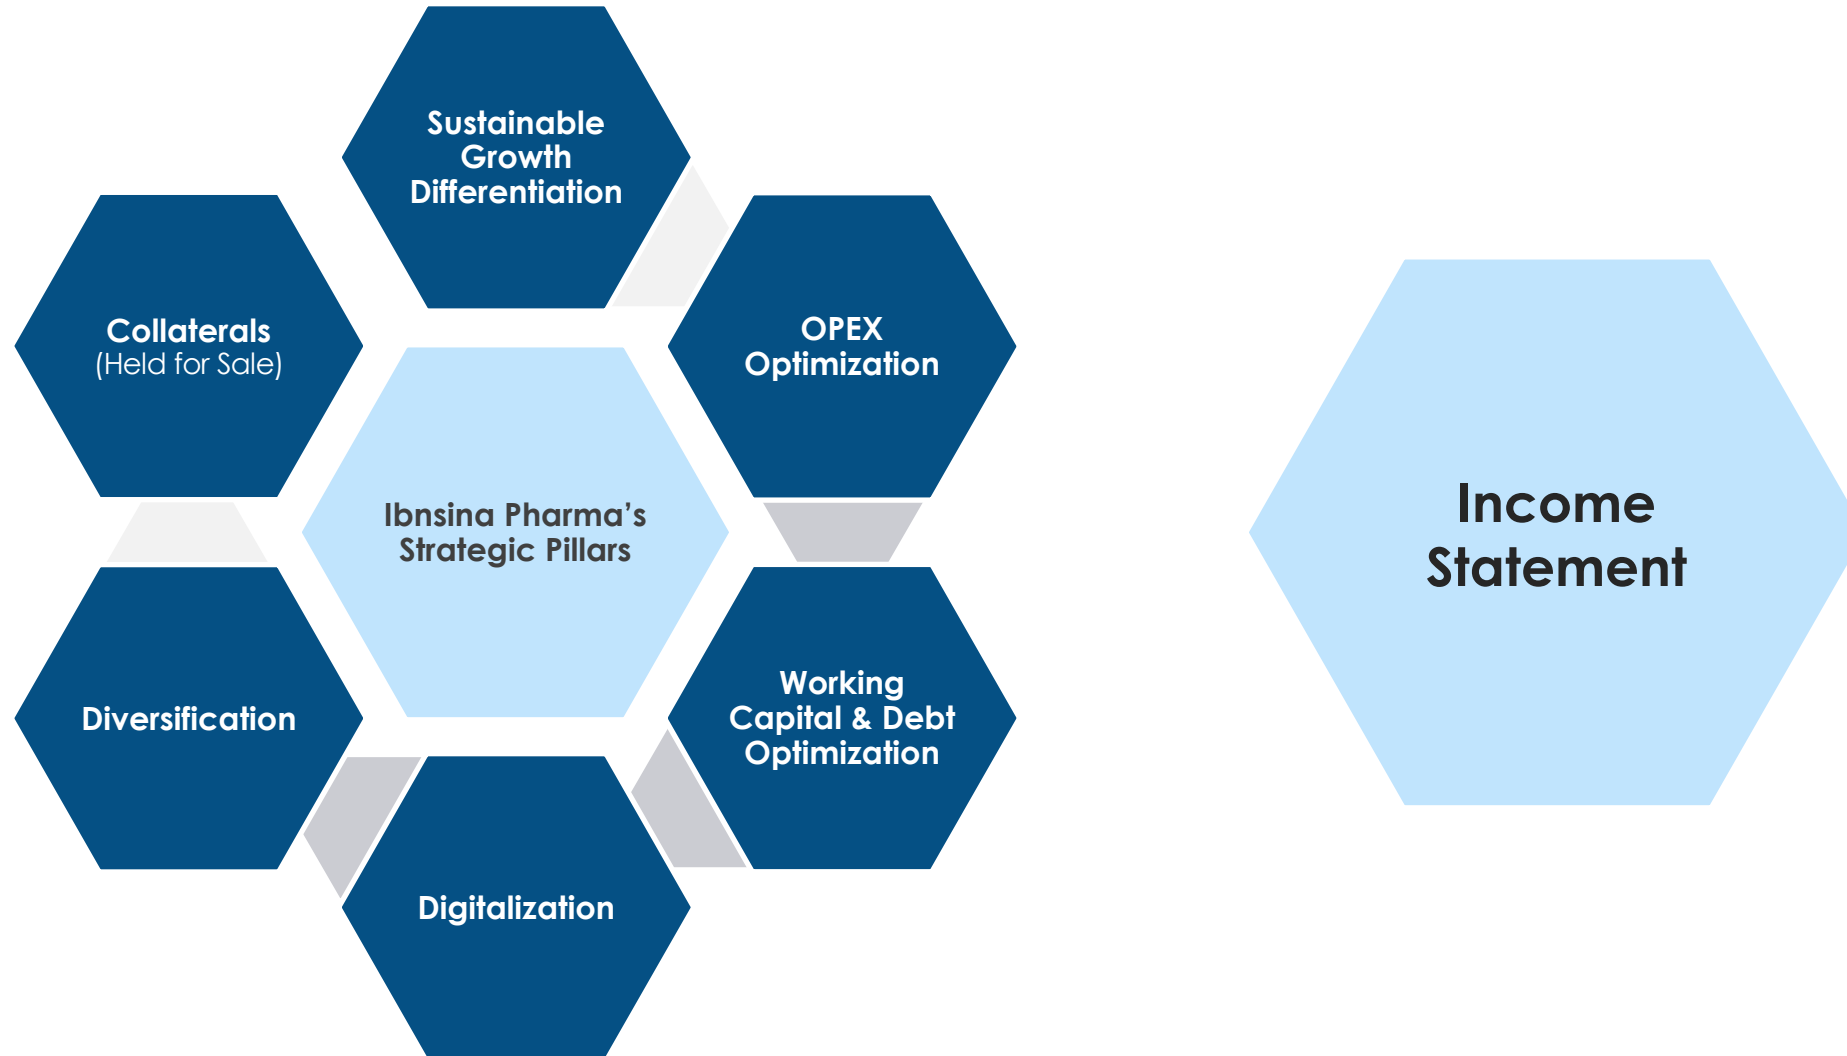 Sustainable
Growth
Differentiation
OPEX
Optimization
Working
Capital & Debt
Optimization
Digitalization
Diversification
Collaterals
(Held for Sale)
Ibnsina Pharma’s
Strategic Pillars
Income
Statement